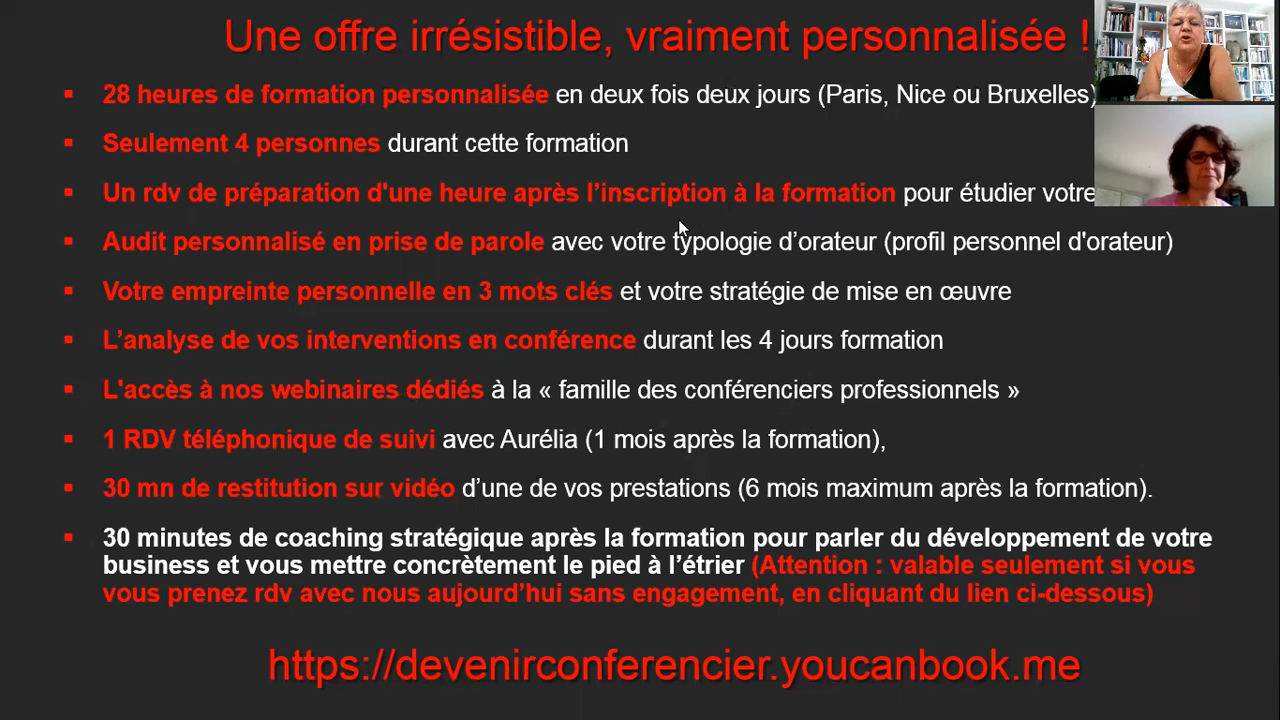 Une offre irrésistible, vraiment personnalisée !
28 heures de formation personnalisée en deux fois deux jours (Paris, Nice ou Bruxelles)
Seulement 4 personnes durant cette formation
Un rdv de préparation d'une heure après l’inscription à la formation pour étudier votre
Audit personnalisé en prise de parole avec votre typologie d’orateur (profil personnel d'orateur)
Votre empreinte personnelle en 3 mots clés et votre stratégie de mise en œuvre
L’analyse de vos interventions en conférence durant les 4 jours formation
L'accès à nos webinaires dédiés à la « famille des conférenciers professionnels »
1 RDV téléphonique de suivi avec Aurélia (1 mois après la formation),
30 mn de restitution sur vidéo d’une de vos prestations (6 mois maximum après la formation).
30 minutes de coaching stratégique après la formation pour parler du développement de votre
business et vous mettre concrètement le pied à l’étrier (Attention : valable seulement si vous
vous prenez rdv avec nous aujourd’hui sans engagement, en cliquant du lien ci-dessous)
https://devenirconferencier.youcanbook.me